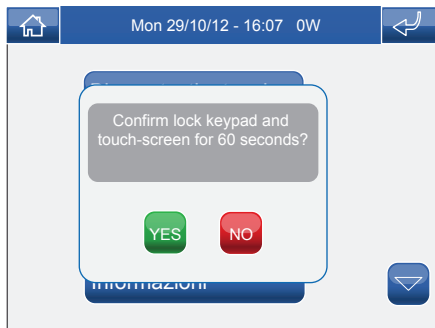 Mon 29/10/12 - 16:07 0W
Confirm lock keypad and
touch-screen for 60 seconds?
YES NO
Informazioni